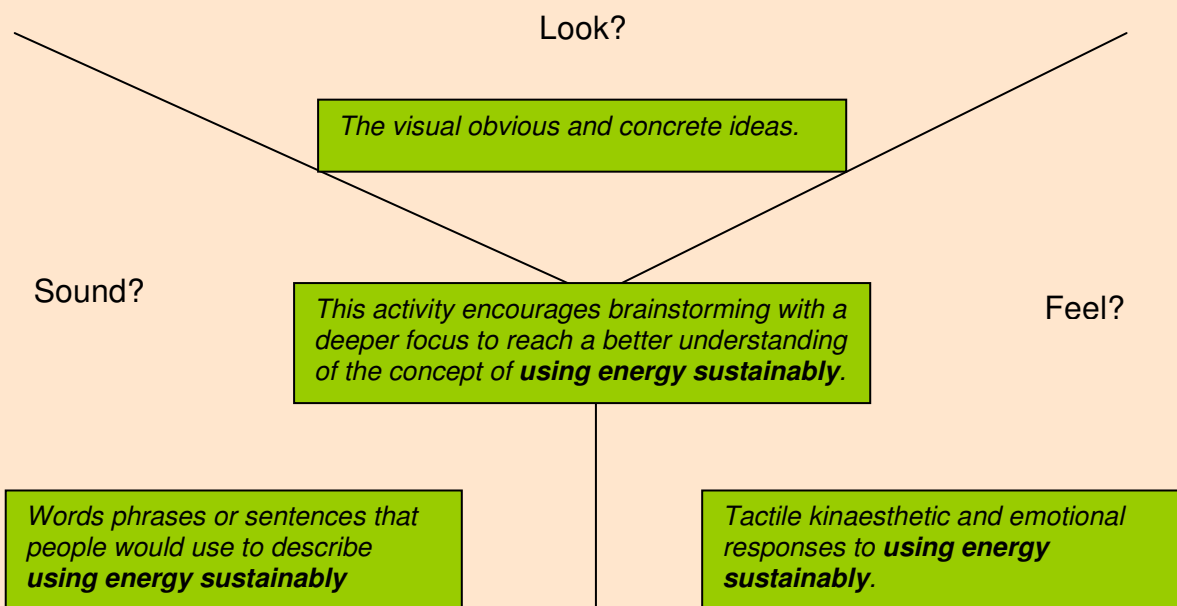 Look?
The visual obvious and concrete ideas.
Sound?
Feel?
This activity encourages brainstorming with a
deeper focus to reach a better understanding
of the concept of using energy sustainably.
Words phrases or sentences that
people would use to describe
using energy sustainably
Tactile kinaesthetic and emotional
responses to using energy
sustainably.